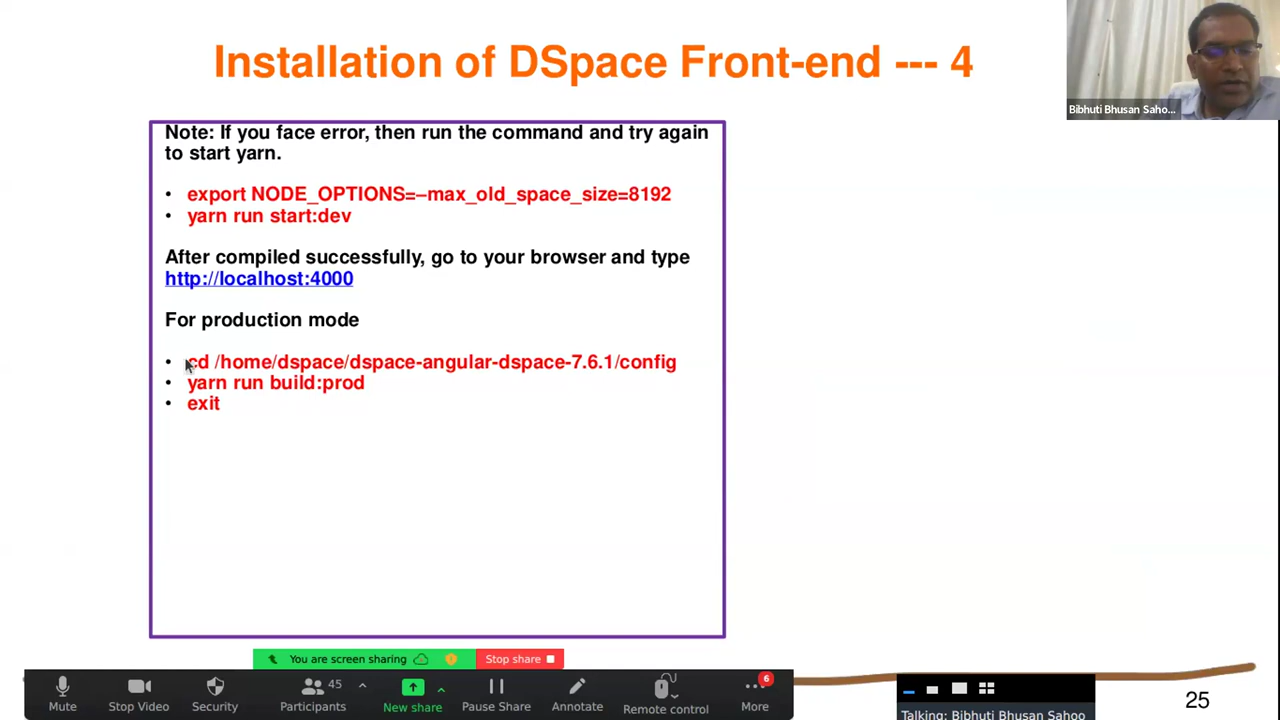 Installation of DSpace Front-end --- 4
Bibhuti Bhusan Saho...
Note: If you face error, then run the command and try again
to start yarn.
• export NODE_OPTIONS=–max_old_space_size=8192
• yarn run start:dev
After compiled successfully, go to your browser and type
http://localhost:4000
For production mode
• cd /home/dspace/dspace-angular-dspace-7.6.1/config
• yarn run build:prod
• exit
You are screen sharing
Stop share
Mute
Stop Video
Security
45
Participants
New share
Pause Share
Annotate
Remote control
6
More
Talking: Bibhuti Bhusan Sahoo
25